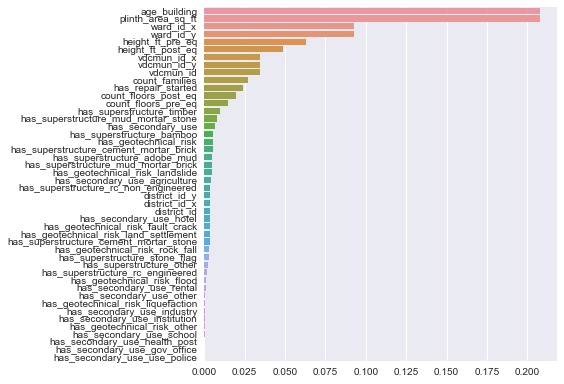 age_building
plinth_area_sq_ft
ward_id_x
ward_id_y
height_ft_pre_eq
height_ft_post_eq
vdcmun_id_x
vdcmun_id_y
vdcmun_id
count_families
has_repair_started
count_floors_post_eq
count_floors_pre_eq
has_superstructure_timber
has_superstructure_mud_mortar_stone
has_secondary_use
has_superstructure_bamboo
has_geotechnical_risk
has_superstructure_cement_mortar_brick
has_superstructure_adobe_mud
has_superstructure_mud_mortar_brick
has_geotechnical_risk_landslide
has_secondary_use_agriculture
has_superstructure_rc_non_engineered
district_id_y
district_id_x
district_id
has_secondary_use_hotel
has_geotechnical_risk_fault_crack
has_geotechnical_risk_land_settlement
has_superstructure_cement_mortar_stone
has_geotechnical_risk_rock_fall
has_superstructure_stone_flag
has_superstructure_other
has_superstructure_rc_engineered
has_geotechnical_risk_flood
has_secondary_use_rental
has_secondary_use_other
has_geotechnical_risk_liquefaction
has_secondary_use_industry
has_secondary_use_institution
has_geotechnical_risk_other
has_secondary_use_school
has_secondary_use_health_post
has_secondary_use_gov_office
has_secondary_use_use_police
0.000 0.025 0.050 0.075 0.100 0.125 0.150 0.175 0.200